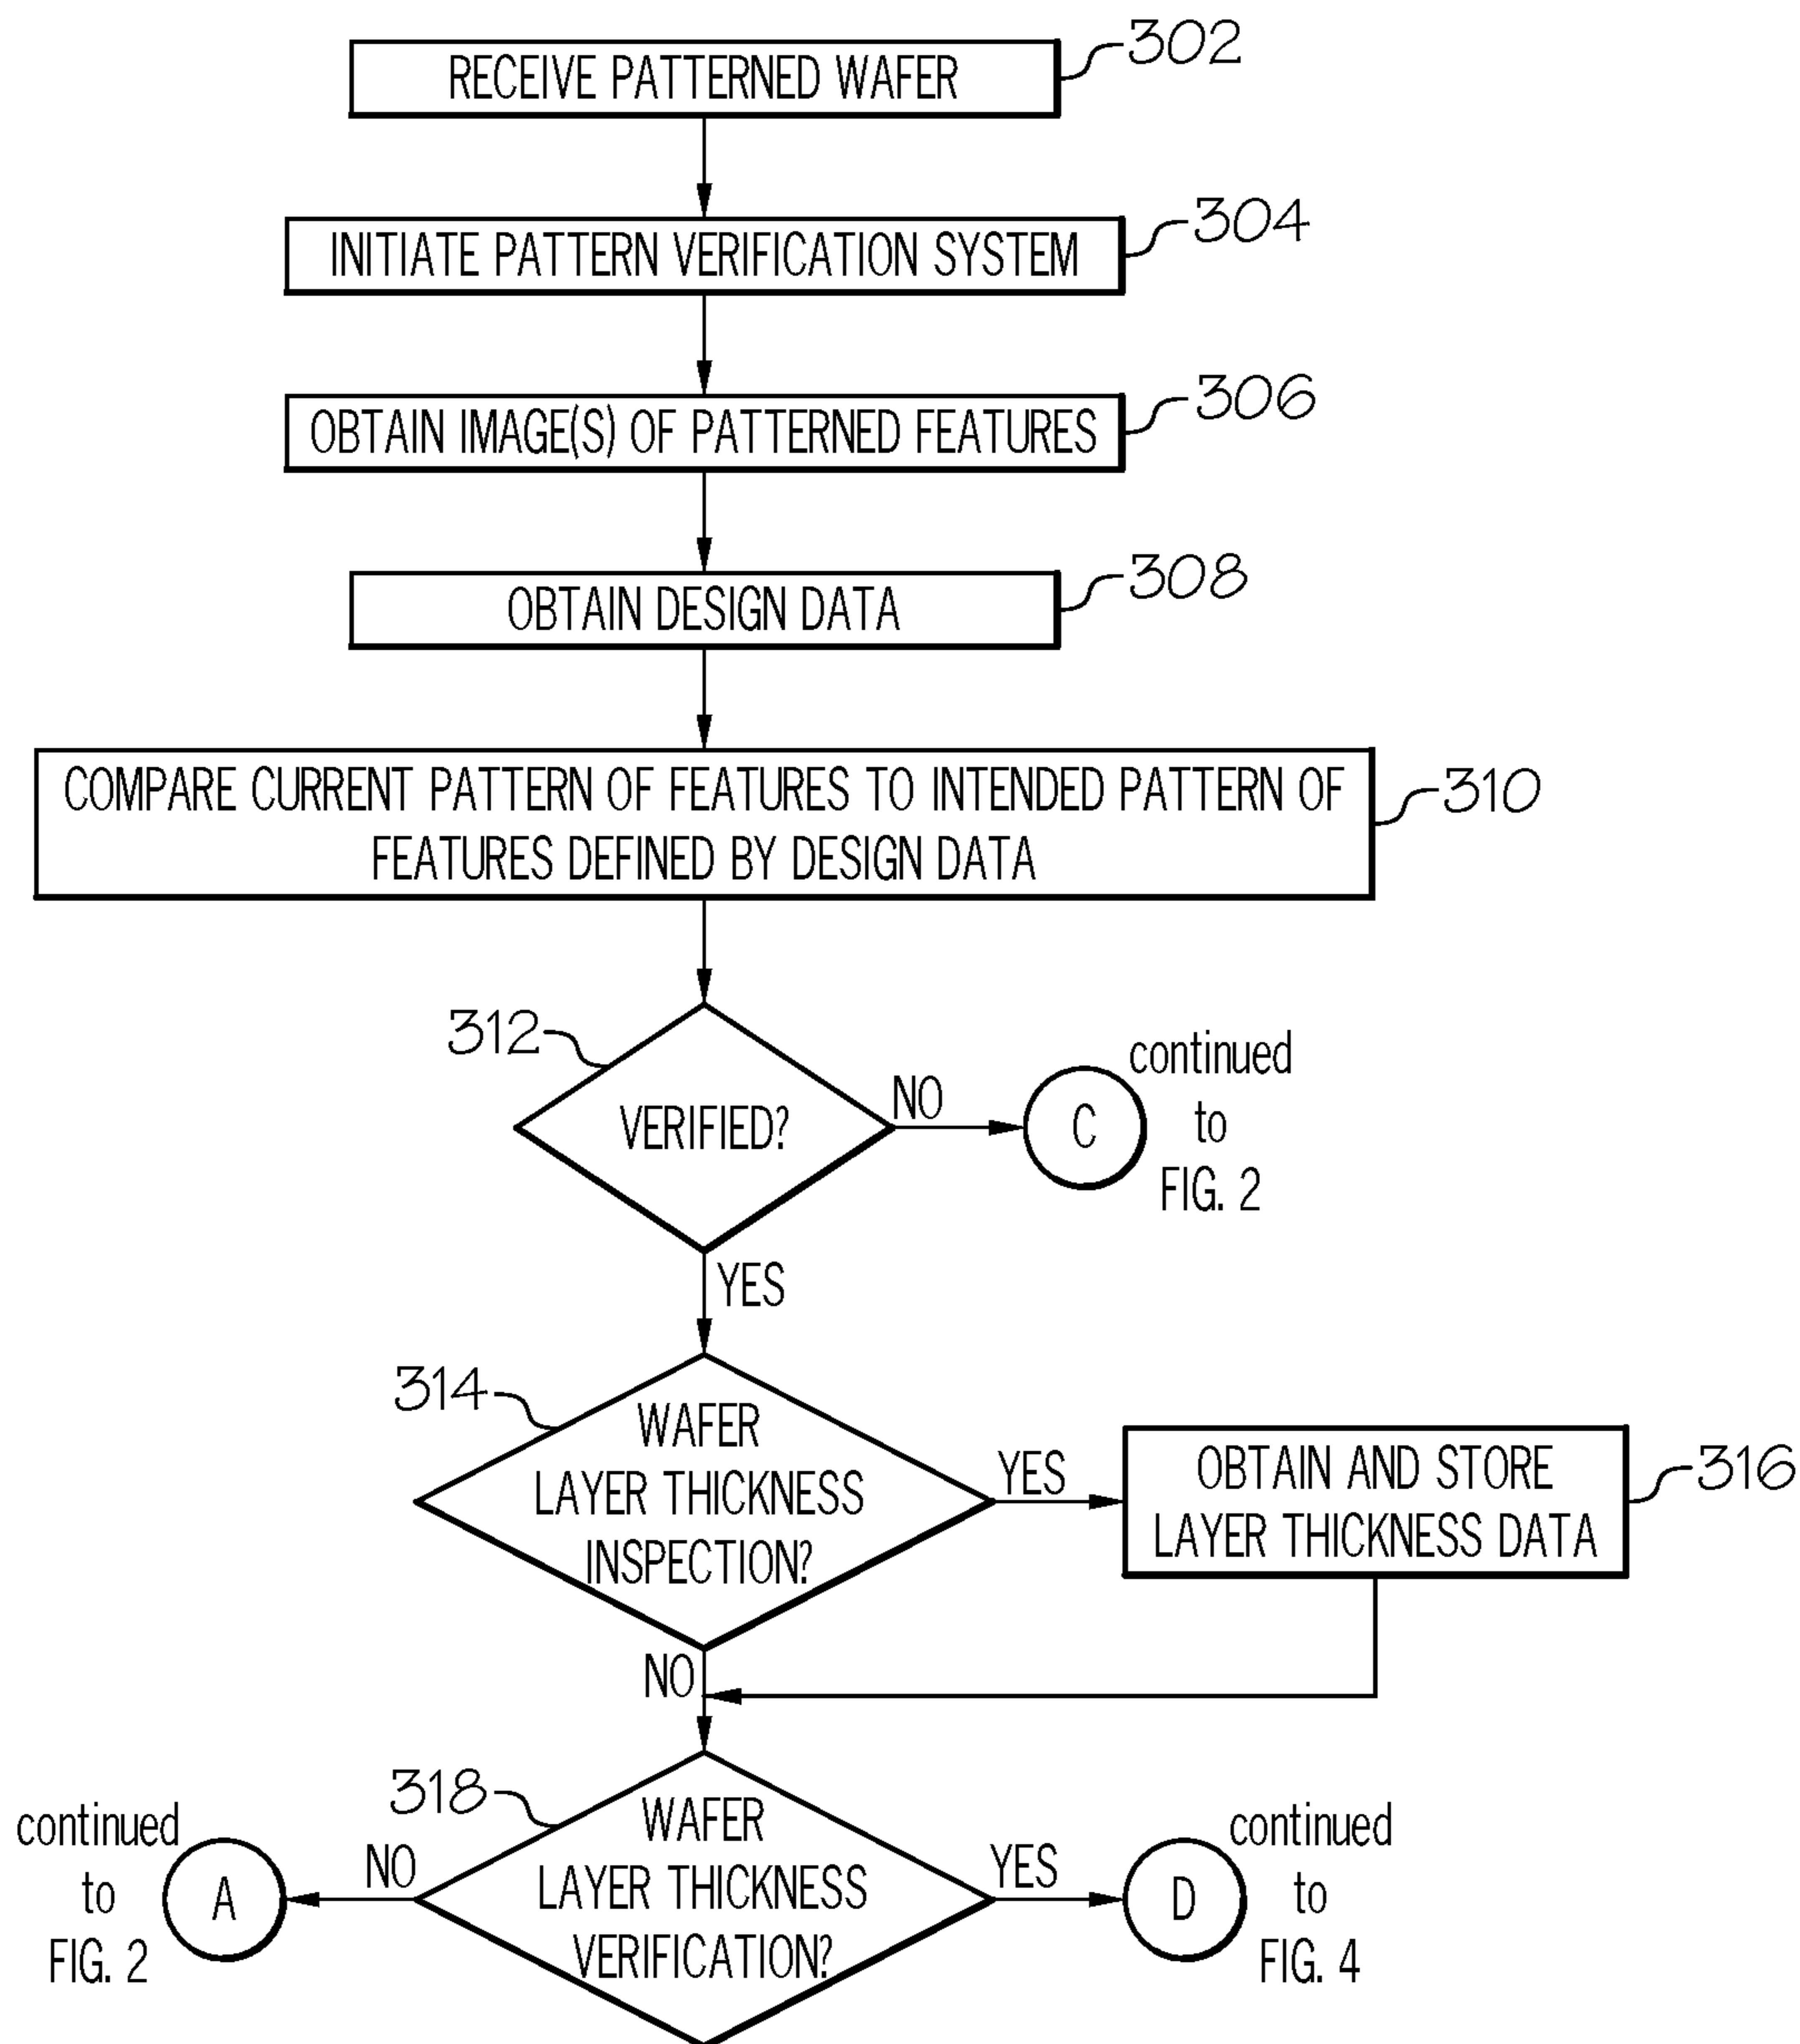 RECEIVE PATTERNED WAFER
302
INITIATE PATTERN VERIFICATION SYSTEM
304
OBTAIN IMAGE(S) OF PATTERNED FEATURES
306
OBTAIN DESIGN DATA
308
COMPARE CURRENT PATTERN OF FEATURES TO INTENDED PATTERN OF
FEATURES DEFINED BY DESIGN DATA
310
312
VERIFIED?
NO
C
continued
to
FIG. 2
YES
314
WAFER
LAYER THICKNESS
INSPECTION?
YES
OBTAIN AND STORE
LAYER THICKNESS DATA
316
NO
318
WAFER
LAYER THICKNESS
VERIFICATION?
NO
A
continued
to
FIG. 2
YES
D
continued
to
FIG. 4